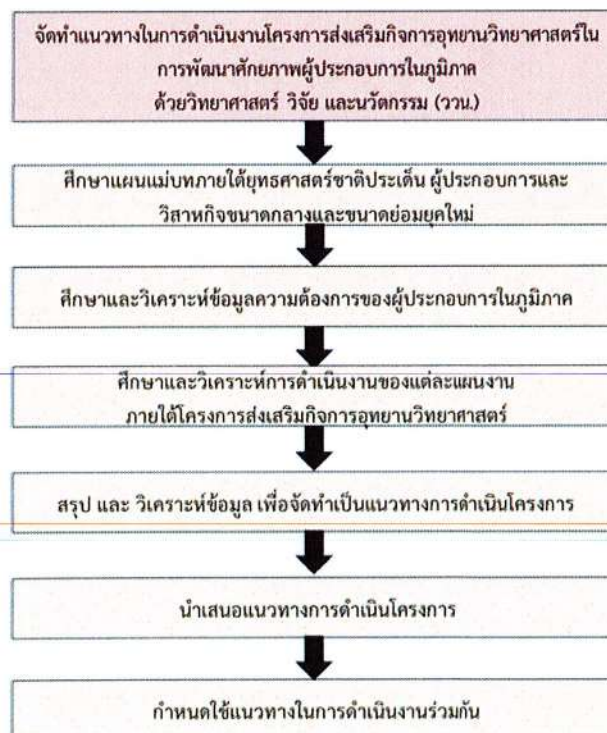 จัดทำแนวทางในการดำเนินงานโครงการส่งเสริมกิจการอุทยานวิทยาศาสตร์ใน
การพัฒนาศักยภาพผู้ประกอบการในภูมิภาค
ด้วยวิทยาศาสตร์ วิจัย และนวัตกรรม (ววน.)
ศึกษาแผนแม่บทภายใต้ยุทธศาสตร์ชาติประเด็น ผู้ประกอบการและ
วิสาหกิจขนาดกลางและขนาดย่อมยุคใหม่
ศึกษาและวิเคราะห์ข้อมูลความต้องการของผู้ประกอบการในภูมิภาค
ศึกษาและวิเคราะห์การดำเนินงานของแต่ละแผนงาน
ภายใต้โครงการส่งเสริมกิจการอุทยานวิทยาศาสตร์
สรุป และ วิเคราะห์ข้อมูล เพื่อจัดทำเป็นแนวทางการดำเนินโครงการ
นำเสนอแนวทางการดำเนินโครงการ
กำหนดใช้แนวทางในการดำเนินงานร่วมกัน